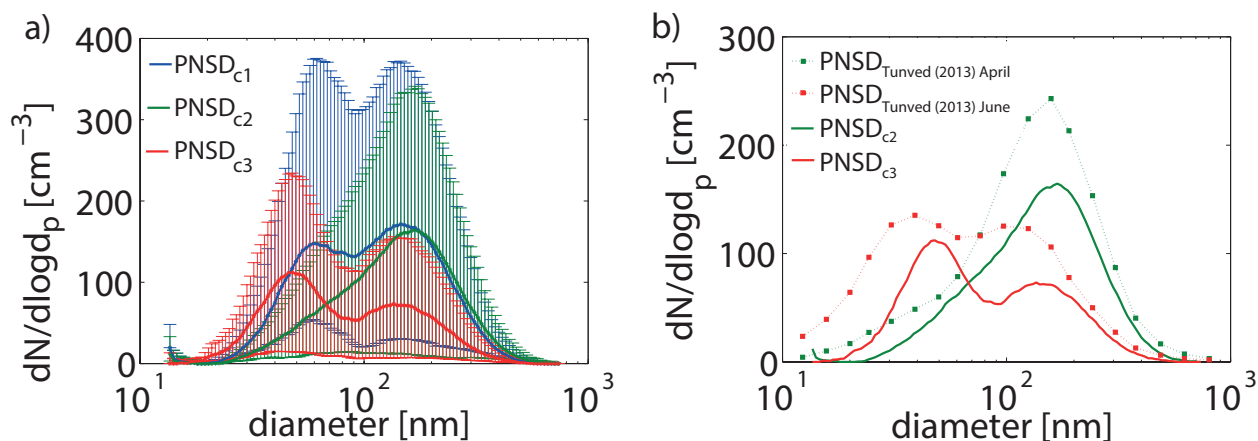 a)
400
300
200
100
0
dN/dlogd_p [cm^−3]
PNSD_c1
PNSD_c2
PNSD_c3
10^1
10^2
10^3
diameter [nm]
b)
300
200
100
0
dN/dlogd_p [cm^−3]
PNSD_Tunved (2013) April
PNSD_Tunved (2013) June
PNSD_c2
PNSD_c3
10^1
10^2
10^3
diameter [nm]